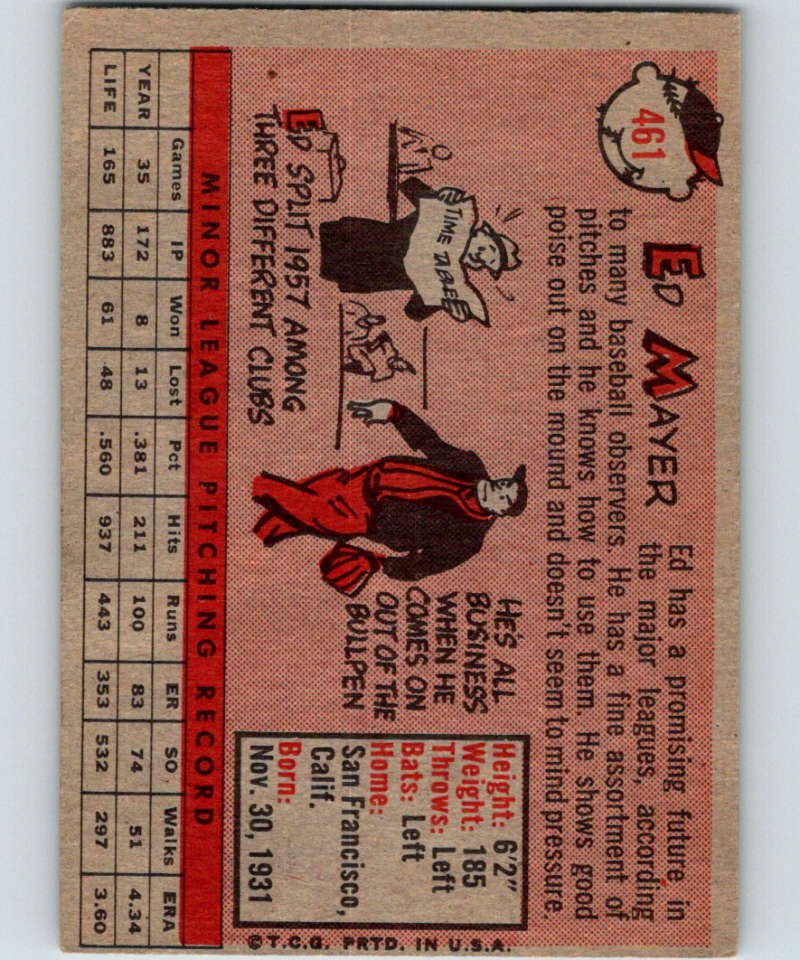 461
ED MAYER
Ed has a promising future in
the major leagues, according
to many baseball observers. He has a fine assortment of
pitches and he knows how to use them. He shows good
poise out on the mound and doesn't seem to mind pressure.
TIME TABLE
ED SPLIT 1957 AMONG
THREE DIFFERENT CLUBS
HE'S ALL
BUSINESS
WHEN HE
COMES ON
OUT OF THE
BULLPEN
Height: 6'2"
Weight: 185
Throws: Left
Bats: Left
Home:
San Francisco,
Calif.
Born:
Nov. 30, 1931
MINOR LEAGUE PITCHING RECORD
Games IP Won Lost Pct Hits Runs ER SO Walks ERA
YEAR 35 172 8 13 .381 211 100 83 74 51 4.34
LIFE 165 883 61 48 .560 937 443 353 532 297 3.60
©T.C.G. PRTD. IN U.S.A.